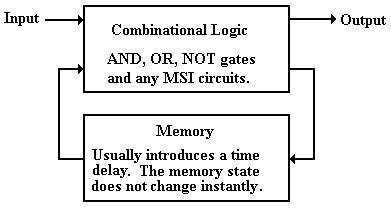 Input
Output
Combinational Logic
AND, OR, NOT gates
and any MSI circuits.
Memory
Usually introduces a time
delay.  The memory state
does not change instantly.